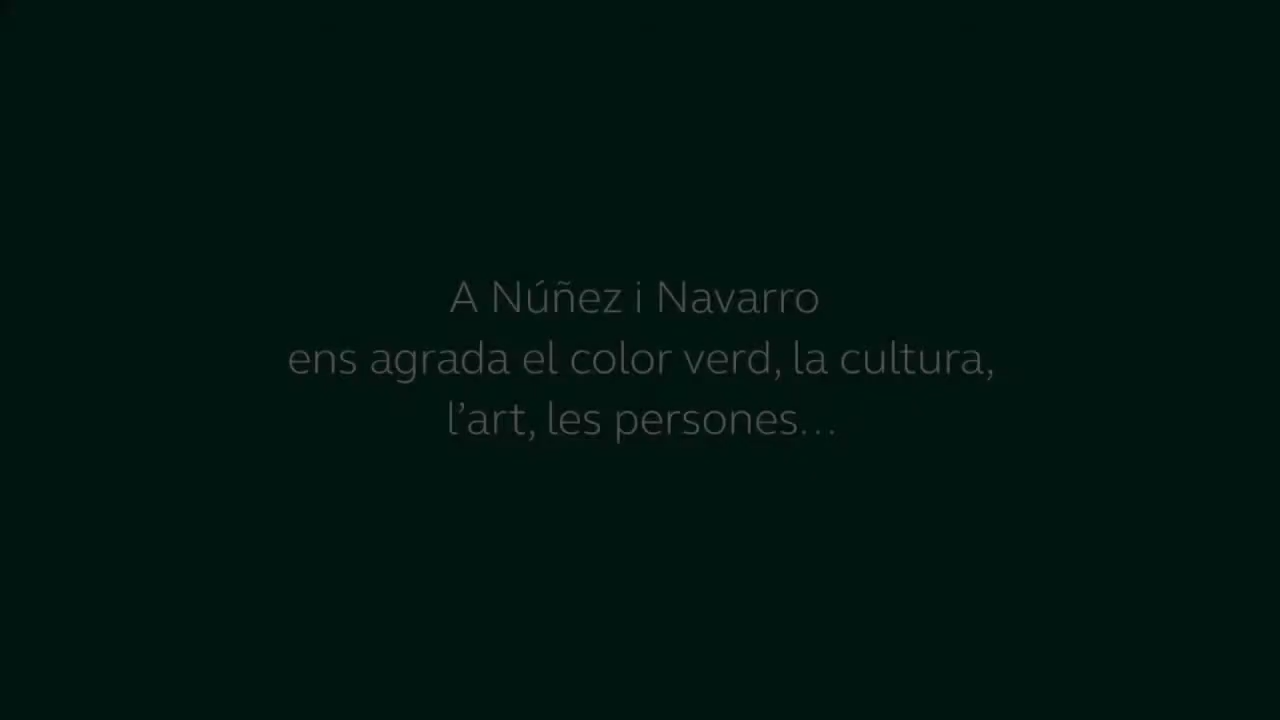 A Núñez i Navarro
ens agrada el color verd, la cultura,
l’art, les persones...